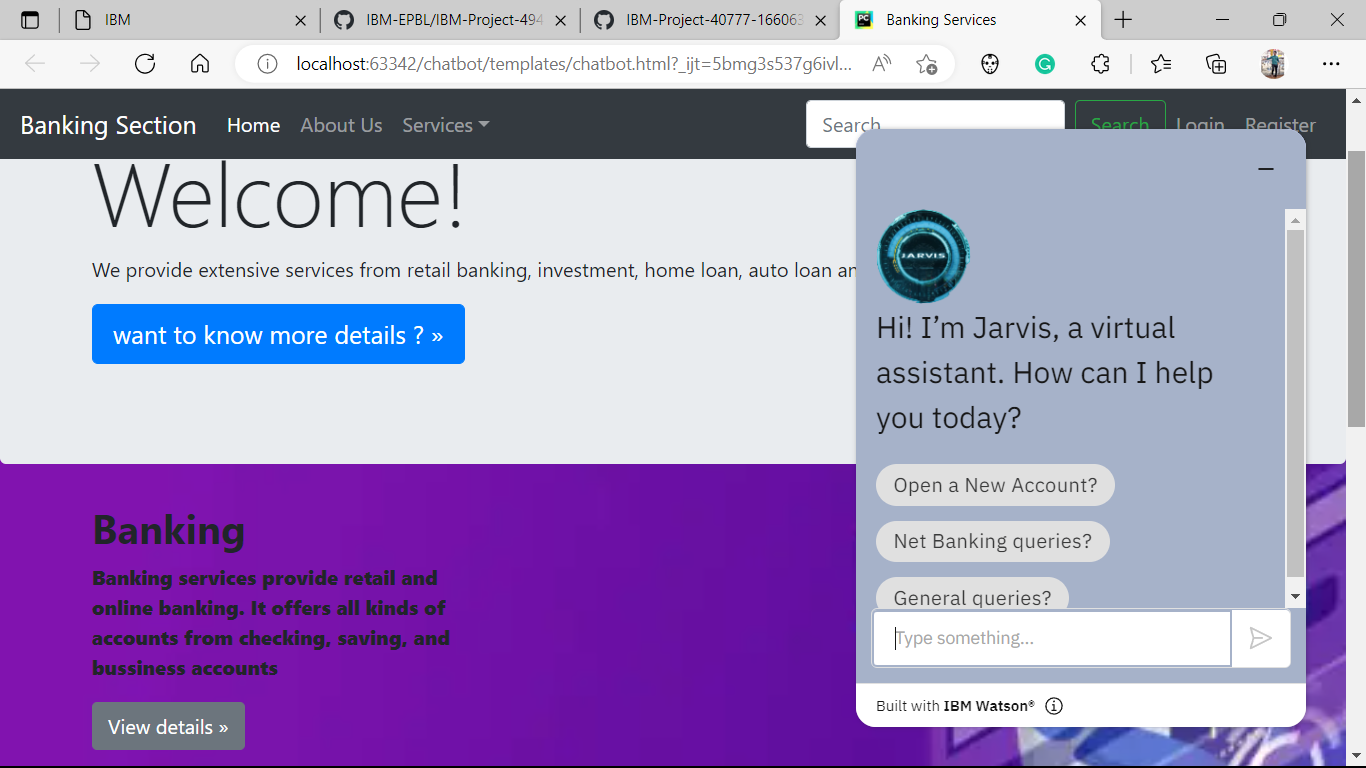 IBM
IBM-EPBL/IBM-Project-494
IBM-Project-40777-166063
PC
Banking Services
localhost:63342/chatbot/templates/chatbot.html?_ijt=5bmg3s537g6ivl...
Banking Section Home About Us Services
Search
Search
Login Register
Welcome!
We provide extensive services from retail banking, investment, home loan, auto loan an
want to know more details ? »
Banking
Banking services provide retail and
online banking. It offers all kinds of
accounts from checking, saving, and
bussiness accounts
View details »
JARVIS
Hi! I’m Jarvis, a virtual
assistant. How can I help
you today?
Open a New Account?
Net Banking queries?
General queries?
Type something...
Built with IBM Watson®